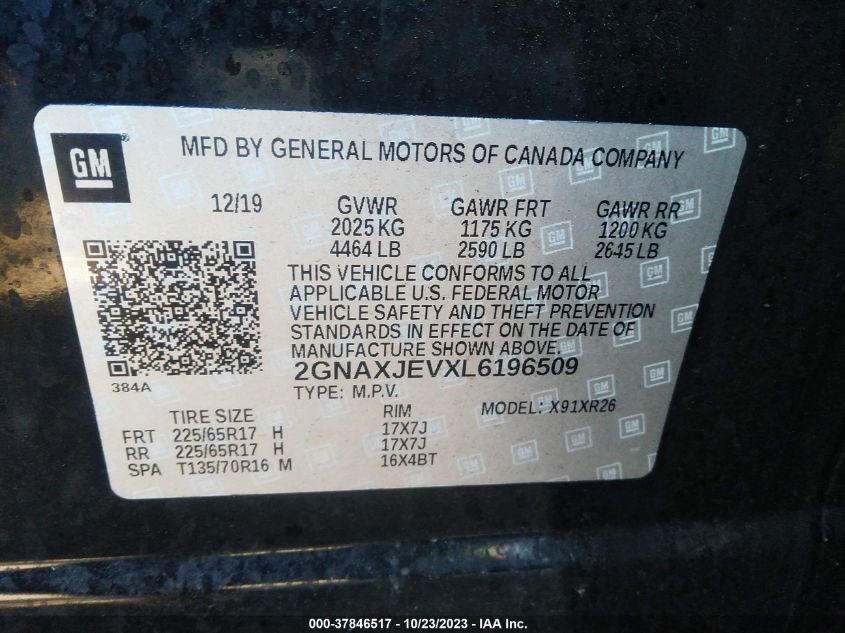 GM
MFD BY GENERAL MOTORS OF CANADA COMPANY
12/19 GVWR GAWR FRT GAWR RR
2025 KG 1175 KG 1200 KG
4464 LB 2590 LB 2645 LB
THIS VEHICLE CONFORMS TO ALL
APPLICABLE U.S. FEDERAL MOTOR
VEHICLE SAFETY AND THEFT PREVENTION
STANDARDS IN EFFECT ON THE DATE OF
MANUFACTURE SHOWN ABOVE.
384A
2GNAXJEVXL6196509
TYPE: M.P.V. MODEL: X91XR26
TIRE SIZE RIM
FRT 225/65R17 H 17X7J
RR 225/65R17 H 17X7J
SPA T135/70R16 M 16X4BT
000-37846517 - 10/23/2023 - IAA Inc.